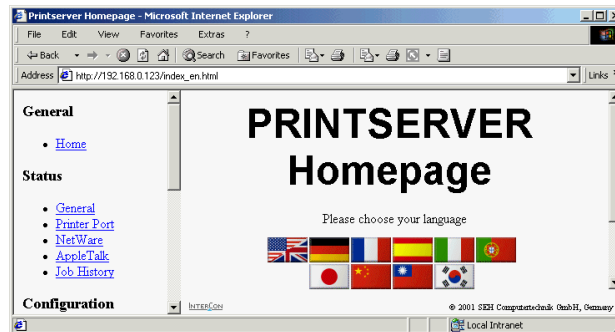 Printserver Homepage - Microsoft Internet Explorer
File Edit View Favorites Extras ?
Back Search Favorites
Address http://192.168.0.123/index_en.html Links
General
Home
Status
General
Printer Port
NetWare
AppleTalk
Job History
Configuration
PRINTSERVER
Homepage
Please choose your language
INTERCON
© 2001 SEH Computertechnik GmbH, Germany
Local Intranet